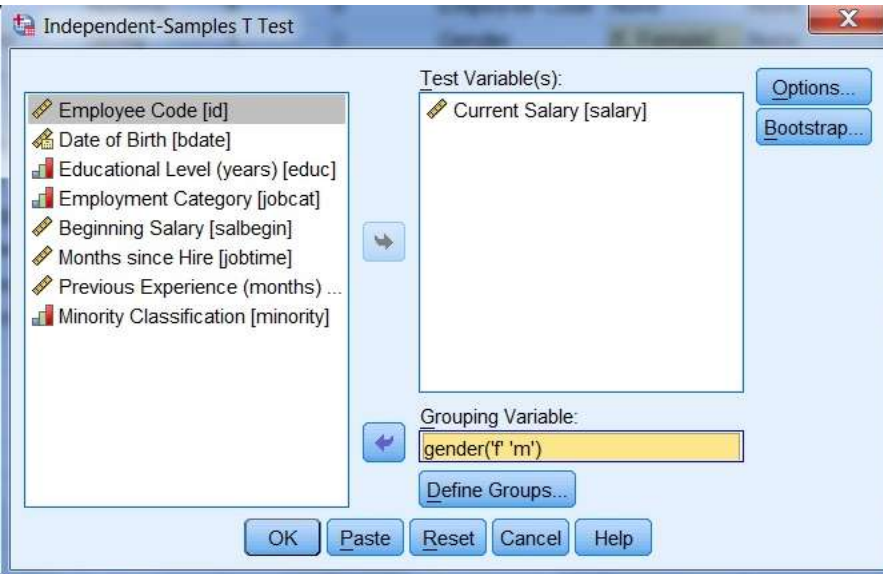 Independent-Samples T Test
Employee Code [id]
Date of Birth [bdate]
Educational Level (years) [educ]
Employment Category [jobcat]
Beginning Salary [salbegin]
Months since Hire [jobtime]
Previous Experience (months) ...
Minority Classification [minority]
Test Variable(s):
Current Salary [salary]
Grouping Variable:
gender('f' 'm')
Define Groups...
Options...
Bootstrap...
OK Paste Reset Cancel Help